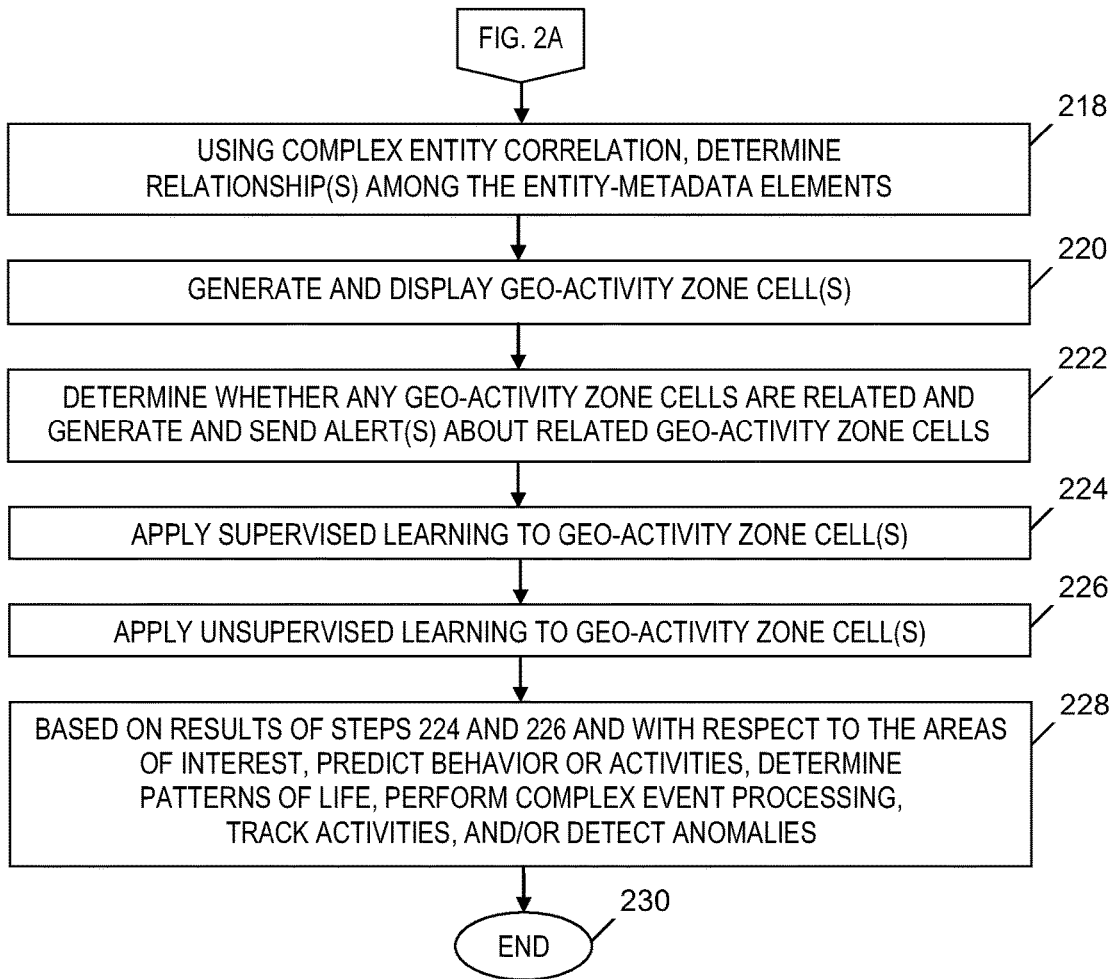 FIG. 2A
218
USING COMPLEX ENTITY CORRELATION, DETERMINE
RELATIONSHIP(S) AMONG THE ENTITY-METADATA ELEMENTS
220
GENERATE AND DISPLAY GEO-ACTIVITY ZONE CELL(S)
222
DETERMINE WHETHER ANY GEO-ACTIVITY ZONE CELLS ARE RELATED AND
GENERATE AND SEND ALERT(S) ABOUT RELATED GEO-ACTIVITY ZONE CELLS
224
APPLY SUPERVISED LEARNING TO GEO-ACTIVITY ZONE CELL(S)
226
APPLY UNSUPERVISED LEARNING TO GEO-ACTIVITY ZONE CELL(S)
228
BASED ON RESULTS OF STEPS 224 AND 226 AND WITH RESPECT TO THE AREAS
OF INTEREST, PREDICT BEHAVIOR OR ACTIVITIES, DETERMINE
PATTERNS OF LIFE, PERFORM COMPLEX EVENT PROCESSING,
TRACK ACTIVITIES, AND/OR DETECT ANOMALIES
230
END